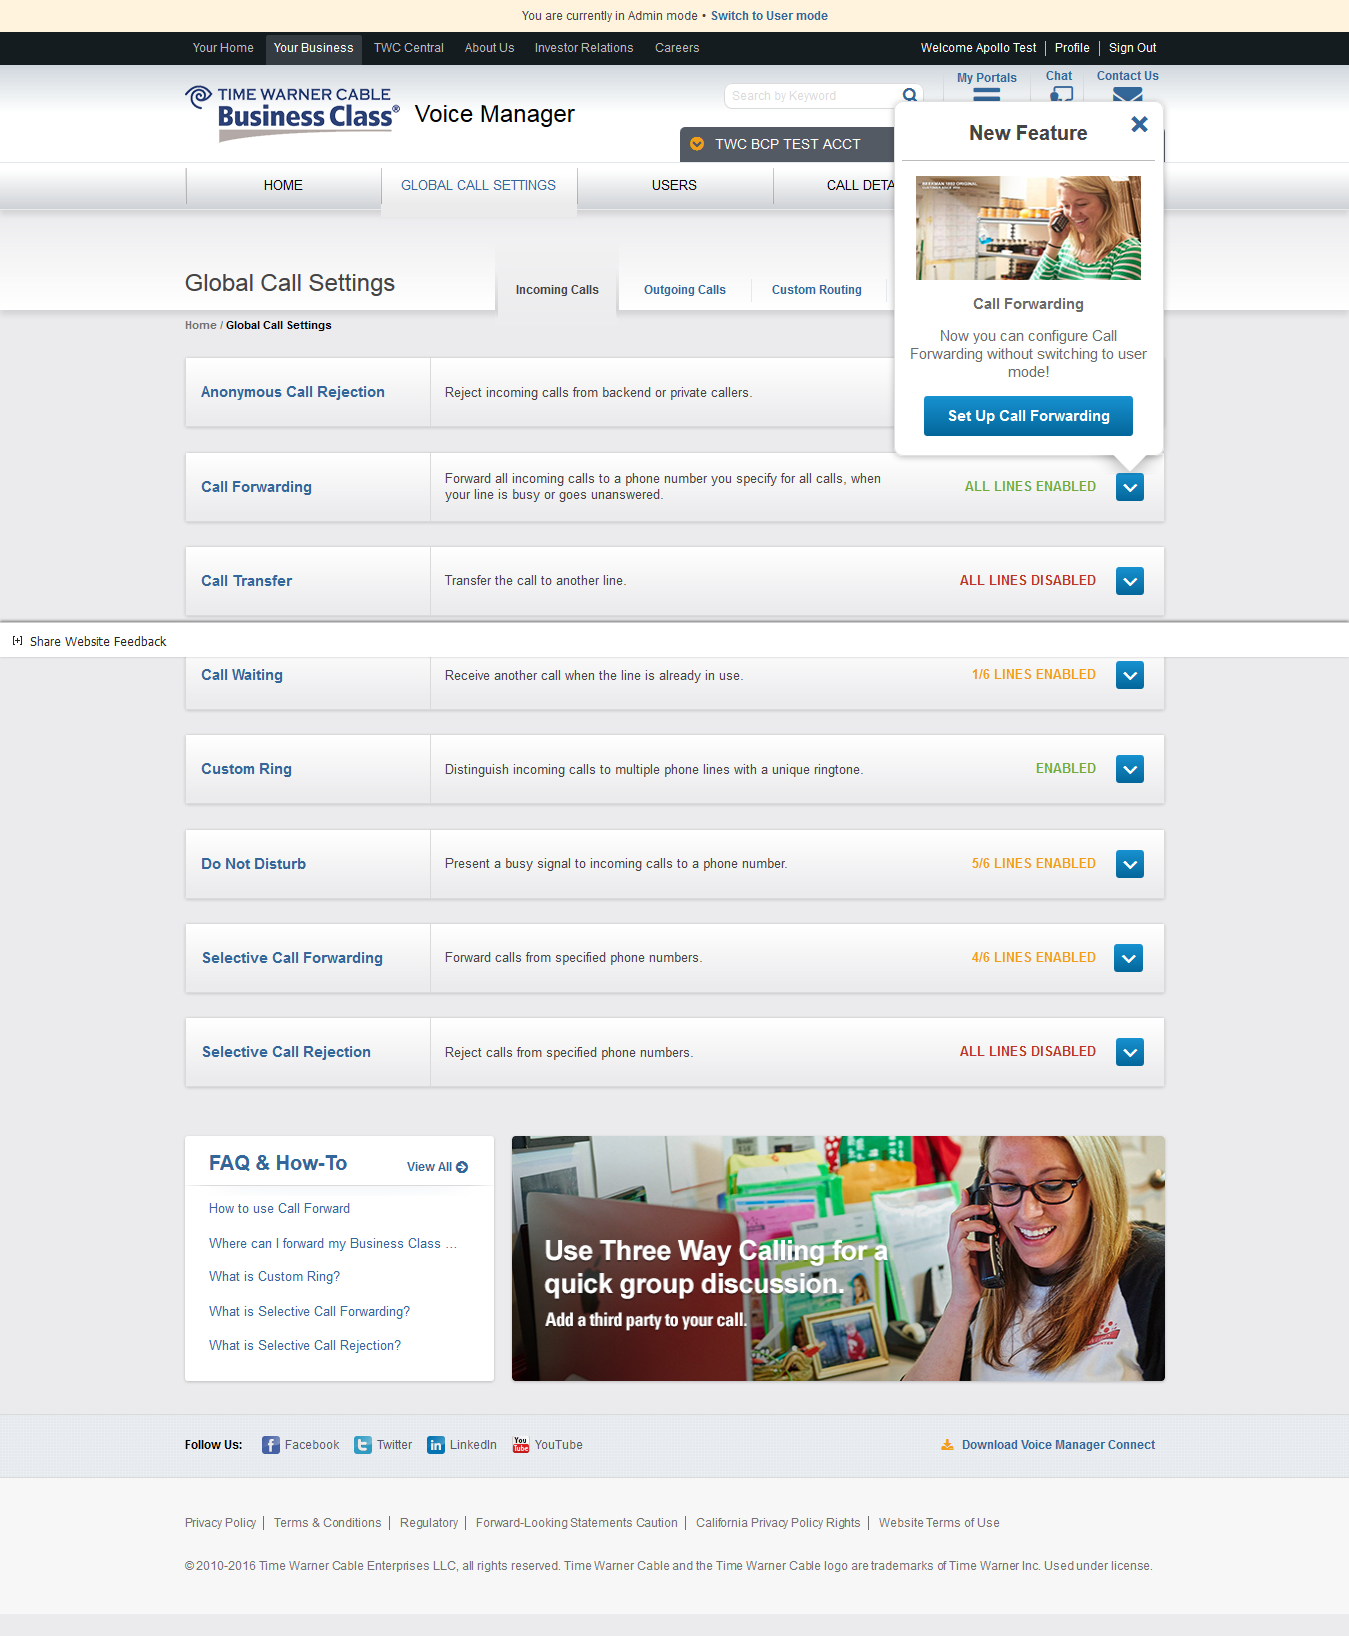 You are currently in Admin mode • Switch to User mode
Your Home Your Business TWC Central About Us Investor Relations Careers Welcome Apollo Test Profile Sign Out
My Portals Chat Contact Us
TIME WARNER CABLE
Business Class®
Voice Manager
Search by Keyword
TWC BCP TEST ACCT
HOME GLOBAL CALL SETTINGS USERS CALL DETA
New Feature
BEEKMAN 1802 ORIGINAL
Call Forwarding
Now you can configure Call
Forwarding without switching to user
mode!
Set Up Call Forwarding
Global Call Settings
Incoming Calls Outgoing Calls Custom Routing
Home / Global Call Settings
Anonymous Call Rejection Reject incoming calls from backend or private callers.
Call Forwarding
Forward all incoming calls to a phone number you specify for all calls, when
your line is busy or goes unanswered.
ALL LINES ENABLED
Call Transfer Transfer the call to another line. ALL LINES DISABLED
[+] Share Website Feedback
Call Waiting Receive another call when the line is already in use. 1/6 LINES ENABLED
Custom Ring Distinguish incoming calls to multiple phone lines with a unique ringtone. ENABLED
Do Not Disturb Present a busy signal to incoming calls to a phone number. 5/6 LINES ENABLED
Selective Call Forwarding Forward calls from specified phone numbers. 4/6 LINES ENABLED
Selective Call Rejection Reject calls from specified phone numbers. ALL LINES DISABLED
FAQ & How-To View All
How to use Call Forward
Where can I forward my Business Class ...
What is Custom Ring?
What is Selective Call Forwarding?
What is Selective Call Rejection?
Use Three Way Calling for a
quick group discussion.
Add a third party to your call.
Follow Us: Facebook Twitter LinkedIn YouTube Download Voice Manager Connect
Privacy Policy Terms & Conditions Regulatory Forward-Looking Statements Caution California Privacy Policy Rights Website Terms of Use
© 2010-2016 Time Warner Cable Enterprises LLC, all rights reserved. Time Warner Cable and the Time Warner Cable logo are trademarks of Time Warner Inc. Used under license.